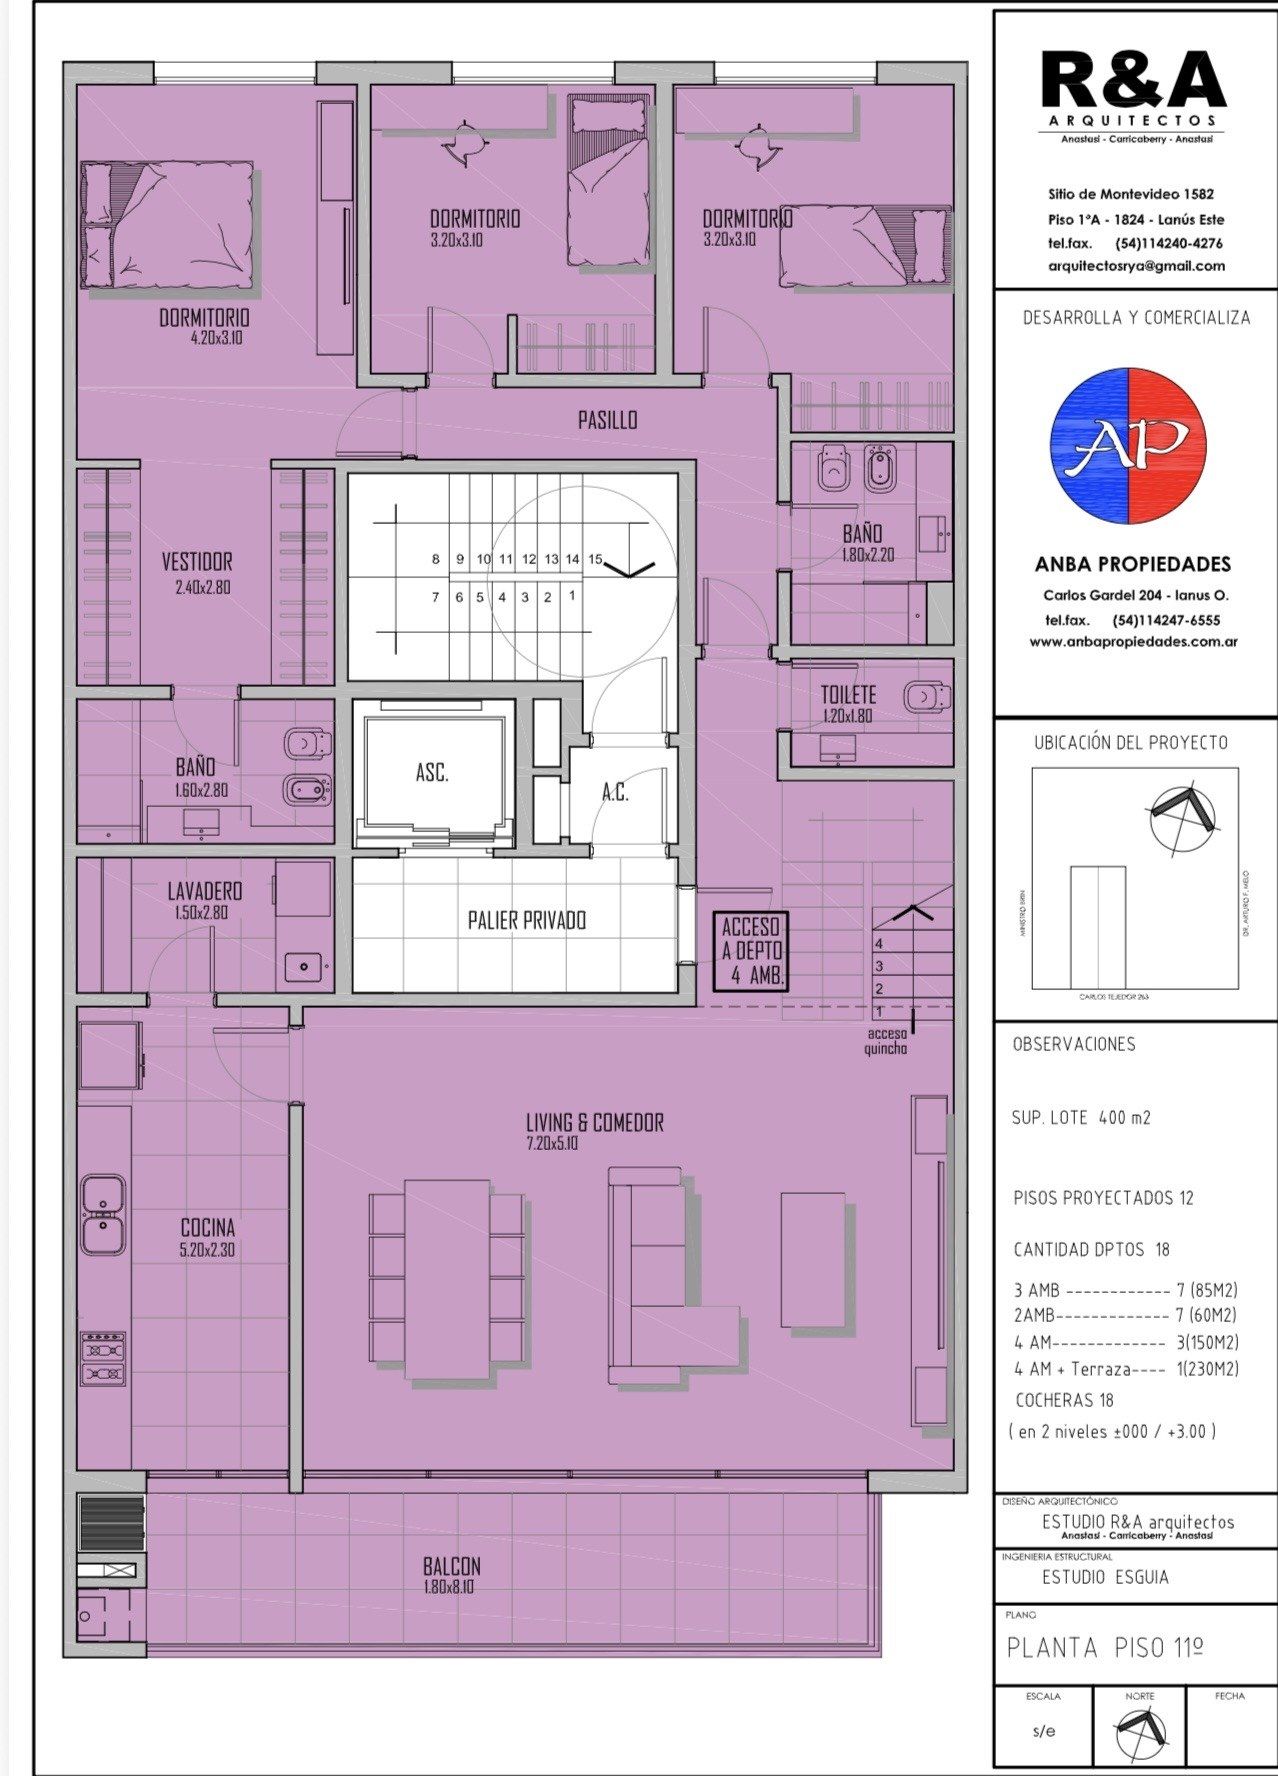 DORMITORIO
4.20x3.10
DORMITORIO
3.20x3.10
DORMITORIO
3.20x3.10
PASILLO
VESTIDOR
2.40x2.80
8 9 10 11 12 13 14 15
7 6 5 4 3 2 1
BAÑO
1.80x2.20
TOILETE
1.20x1.80
BAÑO
1.60x2.80
ASC.
A.C.
LAVADERO
1.50x2.80
PALIER PRIVADO
ACCESO
A DEPTO
4 AMB.
4
3
2
1
acceso
quincho
LIVING & COMEDOR
7.20x5.10
COCINA
5.20x2.30
BALCON
1.80x8.10
R&A
ARQUITECTOS
Anastasi - Carricaberry - Anastasi
Sitio de Montevideo 1582
Piso 1°A - 1824 - Lanús Este
tel.fax. (54)114240-4276
arquitectosrya@gmail.com
DESARROLLA Y COMERCIALIZA
AP
ANBA PROPIEDADES
Carlos Gardel 204 - lanus O.
tel.fax. (54)114247-6555
www.anbapropiedades.com.ar
UBICACIÓN DEL PROYECTO
MINISTRO BRIN
DR. ARTURO F. MELO
CARLOS TEJEDOR 263
OBSERVACIONES
SUP. LOTE 400 m2
PISOS PROYECTADOS 12
CANTIDAD DPTOS 18
3 AMB ------------ 7 (85M2)
2AMB------------- 7 (60M2)
4 AM------------- 3(150M2)
4 AM + Terraza---- 1(230M2)
COCHERAS 18
( en 2 niveles ±000 / +3.00 )
DISEÑO ARQUITECTÓNICO
ESTUDIO R&A arquitectos
Anastasi - Carricaberry - Anastasi
INGENIERIA ESTRUCTURAL
ESTUDIO ESGUIA
PLANO
PLANTA PISO 11º
ESCALA
s/e
NORTE
FECHA